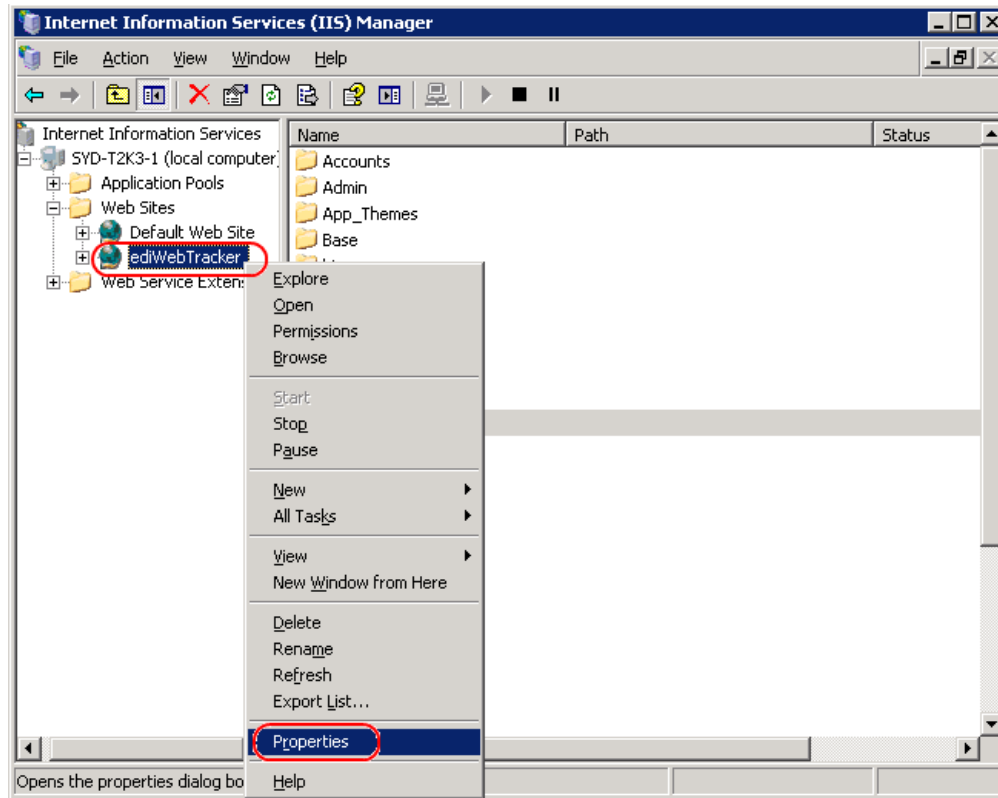 Internet Information Services (IIS) Manager
File Action View Window Help
Internet Information Services
SYD-T2K3-1 (local computer)
Application Pools
Web Sites
Default Web Site
ediWebTracker
Web Service Exten
Name Path Status
Accounts
Admin
App_Themes
Base
Explore
Open
Permissions
Browse
Start
Stop
Pause
New
All Tasks
View
New Window from Here
Delete
Rename
Refresh
Export List...
Properties
Help
Opens the properties dialog bo